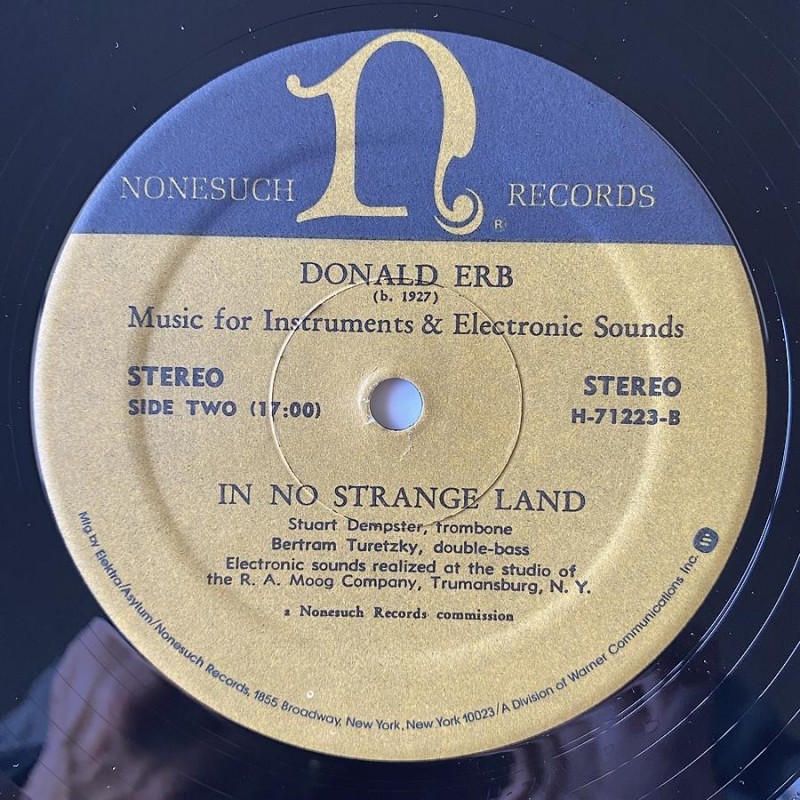 n
®
NONESUCH RECORDS
DONALD ERB
(b. 1927)
Music for Instruments & Electronic Sounds
STEREO STEREO
SIDE TWO (17:00) H-71223-B
IN NO STRANGE LAND
Stuart Dempster, trombone
Bertram Turetzky, double-bass
Electronic sounds realized at the studio of
the R. A. Moog Company, Trumansburg, N. Y.
a Nonesuch Records commission
Mfg by Elektra/Asylum/Nonesuch Records, 1855 Broadway, New York, New York 10023/A Division of Warner Communications Inc.